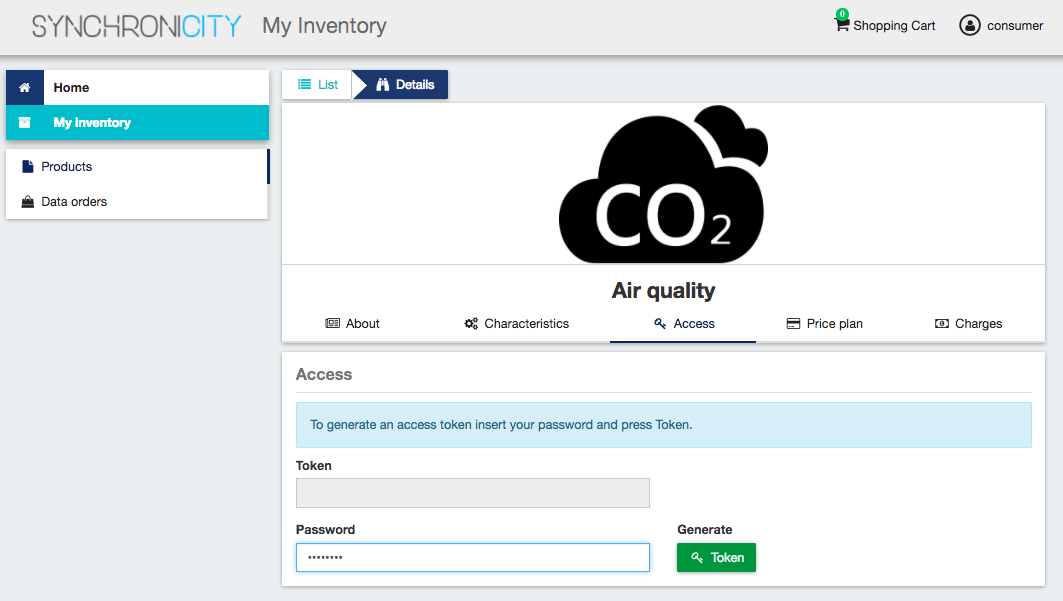 SYNCHRONICITY My Inventory
0
Shopping Cart
consumer
Home
My inventory
Products
Data orders
List
Details
CO2
Air quality
About
Characteristics
Access
Price plan
Charges
Access
To generate an access token insert your password and press Token.
Token
Password
Generate
••••••••
Token